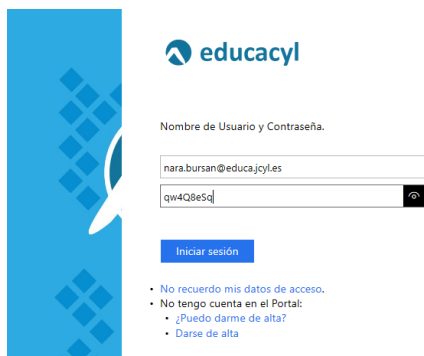 educacyl
Nombre de Usuario y Contraseña.
nara.bursan@educa.jcyl.es
qw4Q8eSq
Iniciar sesión
No recuerdo mis datos de acceso.
No tengo cuenta en el Portal:
¿Puedo darme de alta?
Darse de alta